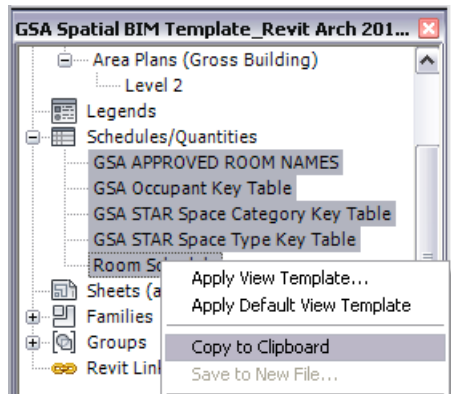 GSA Spatial BIM Template_Revit Arch 201...
Area Plans (Gross Building)
Level 2
Legends
Schedules/Quantities
GSA APPROVED ROOM NAMES
GSA Occupant Key Table
GSA STAR Space Category Key Table
GSA STAR Space Type Key Table
Room
Apply View Template...
Sheets (a
Apply Default View Template
Families
Groups
Copy to Clipboard
Revit
Save to New File...